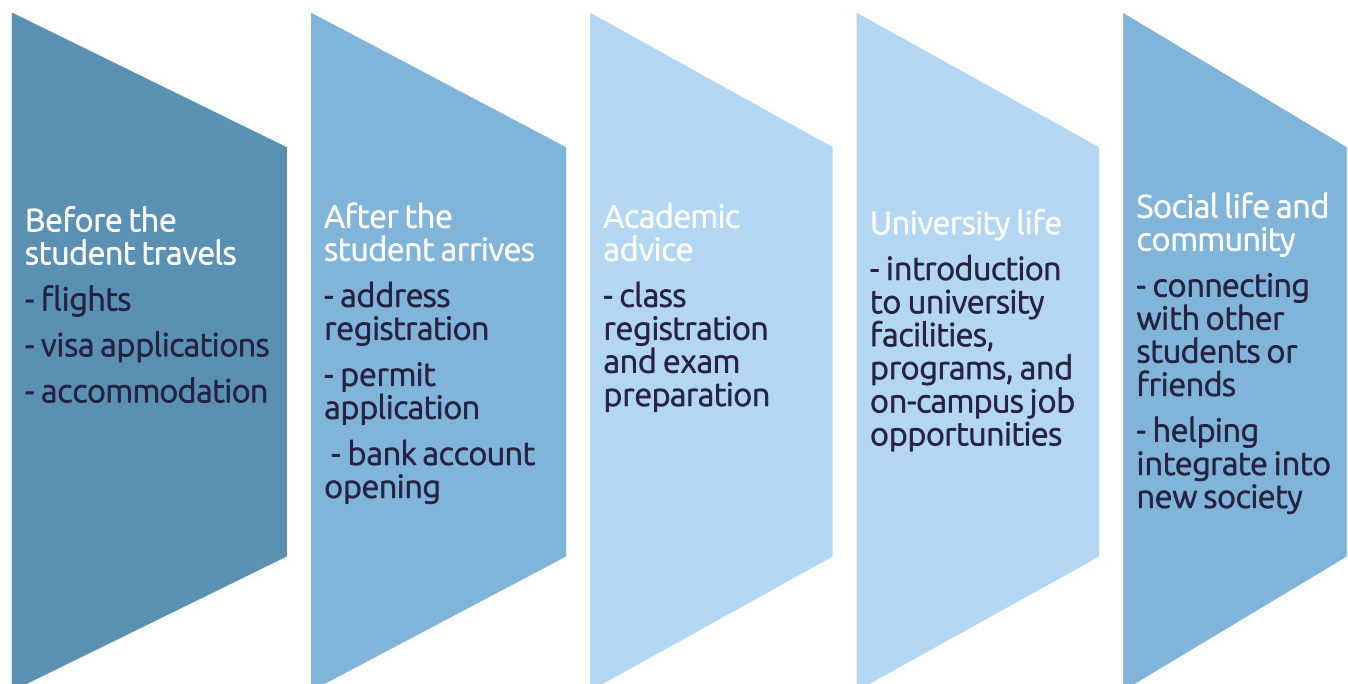 Before the
student travels
- flights
- visa applications
- accommodation
After the
student arrives
- address
registration
- permit
application
- bank account
opening
Academic
advice
- class
registration
and exam
preparation
University life
- introduction
to university
facilities,
programs, and
on-campus job
opportunities
Social life and
community
- connecting
with other
students or
friends
- helping
integrate into
new society